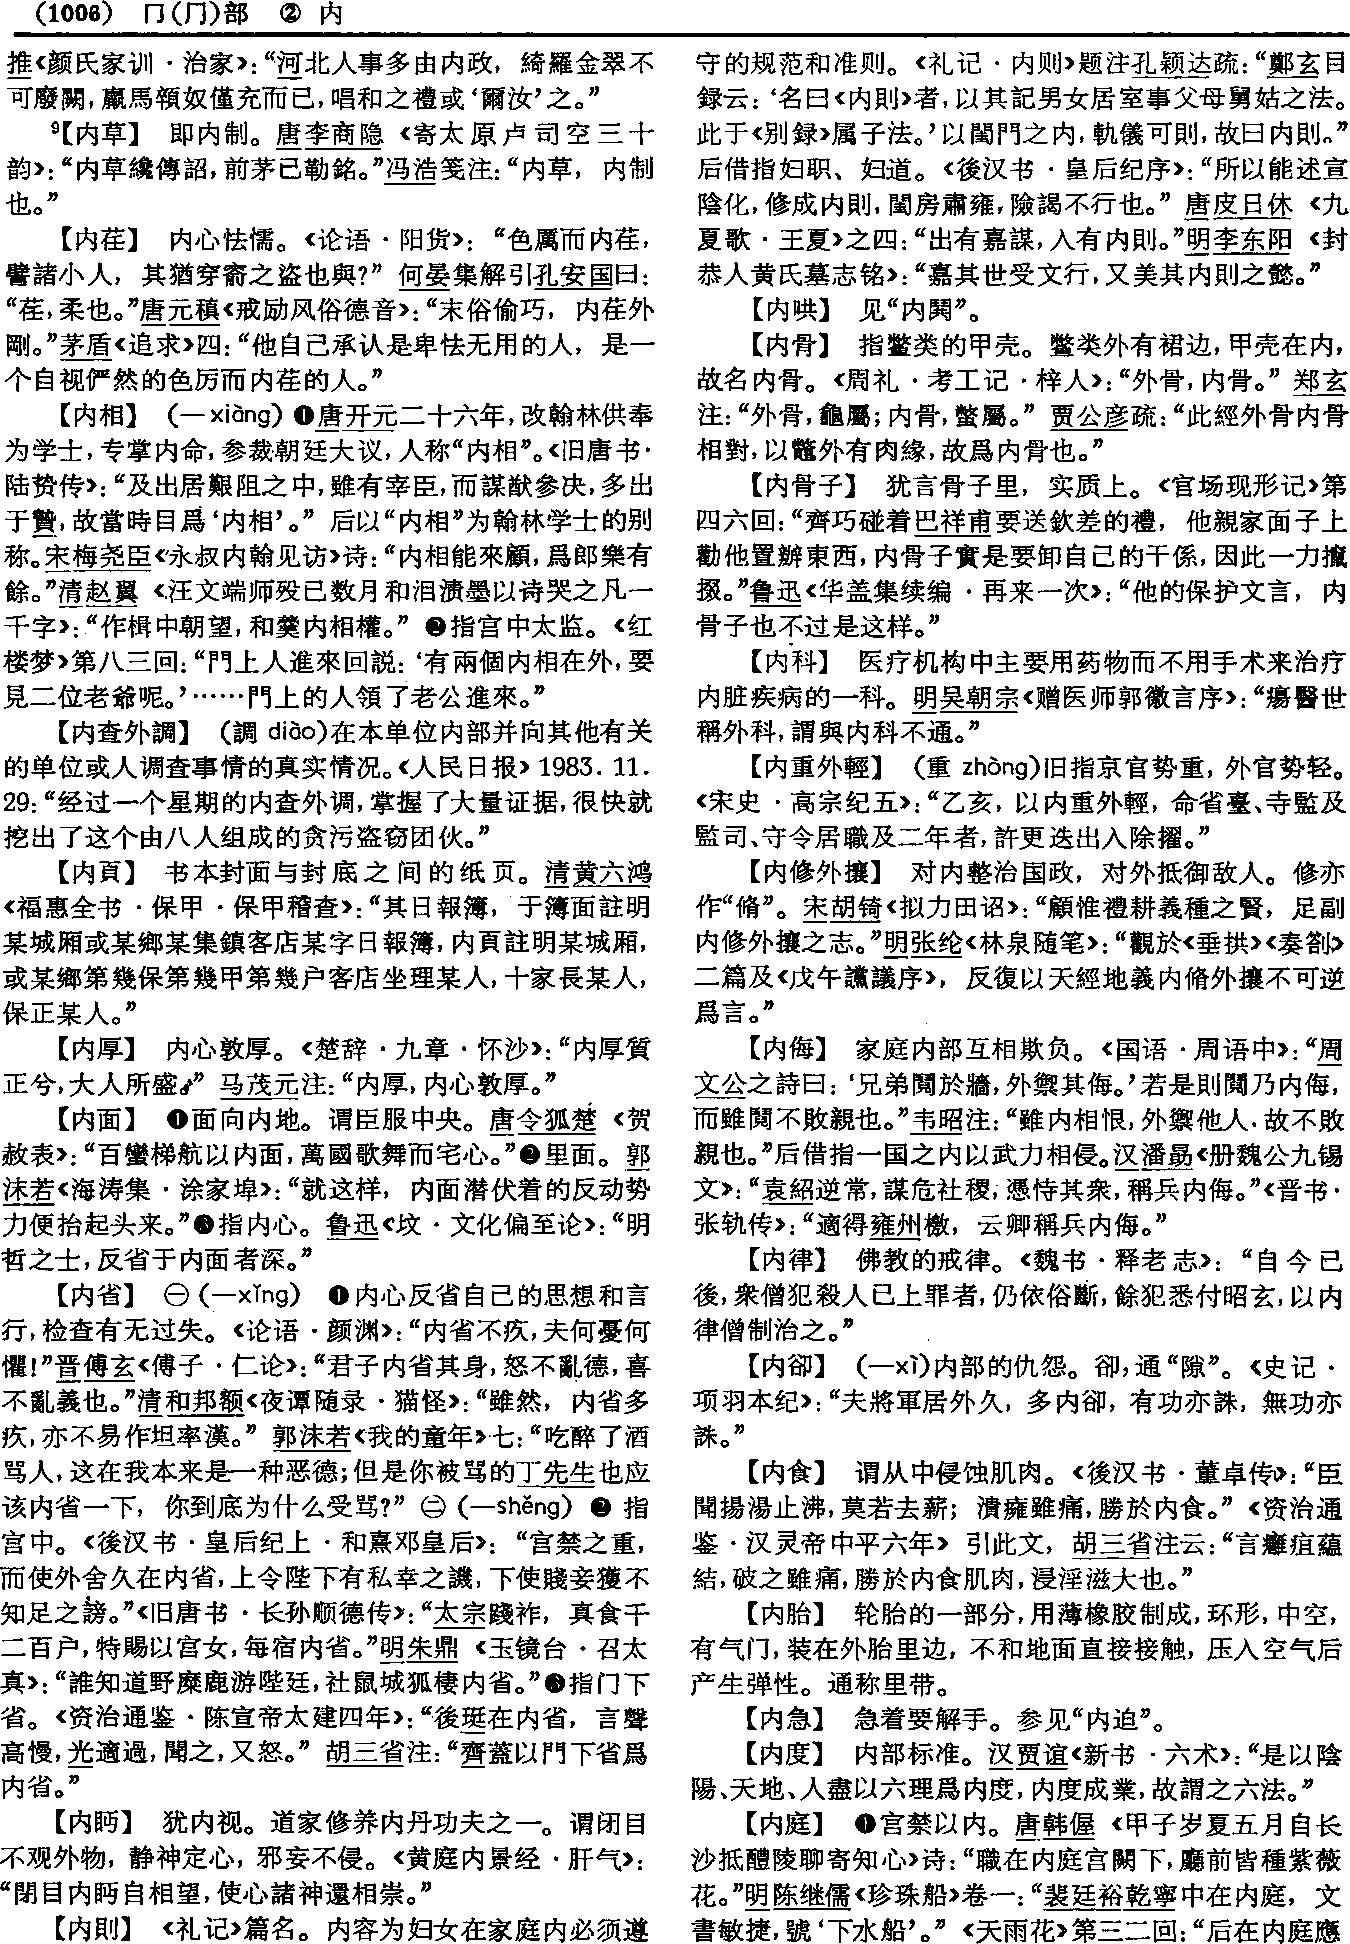 (1006) 冂(⺆)部 ② 内
推《颜氏家训·治家》：“河北人事多由内政，綺羅金翠不
可廢闕，羸馬顇奴僅充而已，唱和之禮或‘爾汝’之。”
9【内草】 即内制。唐李商隐《寄太原卢司空三十
韵》：“内草纔傳詔，前茅已勒銘。”冯浩笺注：“内草，内制
也。”
【内荏】 内心怯懦。《论语·阳货》：“色厲而内荏，
譬諸小人，其猶穿窬之盗也與？”何晏集解引孔安国曰：
“荏，柔也。”唐元稹《戒励风俗德音》：“末俗偷巧，内荏外
剛。”茅盾《追求》四：“他自己承认是卑怯无用的人，是一
个自视俨然的色厉而内荏的人。”
【内相】 （—xiàng）❶唐开元二十六年，改翰林供奉
为学士，专掌内命，参裁朝廷大议，人称“内相”。《旧唐书·
陆贽传》：“及出居艱阻之中，雖有宰臣，而謀猷參决，多出
于贄，故當時目爲‘内相’。”后以“内相”为翰林学士的别
称。宋梅尧臣《永叔内翰见访》诗：“内相能來顧，爲郎樂有
餘。”清赵翼《汪文端师殁已数月和泪渍墨以诗哭之凡一
千字》：“作楫中朝望，和羹内相權。”❷指宫中太监。《红
楼梦》第八三回：“門上人進來回説：‘有兩個内相在外，要
見二位老爺呢。’……門上的人領了老公進來。”
【内查外調】 （調 diào）在本单位内部并向其他有关
的单位或人调查事情的真实情况。《人民日报》1983．11．
29：“经过一个星期的内查外调，掌握了大量证据，很快就
挖出了这个由八人组成的贪污盗窃团伙。”
【内頁】 书本封面与封底之间的纸页。清黄六鸿
《福惠全书·保甲·保甲稽查》：“其日報簿，于簿面註明
某城厢或某鄉某集鎮客店某字日報簿，内頁註明某城厢，
或某鄉第幾保第幾甲第幾户客店坐理某人，十家長某人，
保正某人。”
【内厚】 内心敦厚。《楚辞·九章·怀沙》：“内厚質
正兮，大人所盛。”马茂元注：“内厚，内心敦厚。”
【内面】 ❶面向内地。谓臣服中央。唐令狐楚《贺
赦表》：“百蠻梯航以内面，萬國歌舞而宅心。”❷里面。郭
沫若《海涛集·涂家埠》：“就这样，内面潜伏着的反动势
力便抬起头来。”❸指内心。鲁迅《坟·文化偏至论》：“明
哲之士，反省于内面者深。”
【内省】 ㊀（—xǐng） ❶内心反省自己的思想和言
行，检查有无过失。《论语·颜渊》：“内省不疚，夫何憂何
懼！”晋傅玄《傅子·仁论》：“君子内省其身，怒不亂德，喜
不亂義也。”清和邦额《夜谭随录·猫怪》：“雖然，内省多
疚，亦不易作坦率漢。”郭沫若《我的童年》七：“吃醉了酒
骂人，这在我本来是一种恶德；但是你被骂的丁先生也应
该内省一下，你到底为什么受骂？”㊁（—shěng）❷指
宫中。《後汉书·皇后纪上·和熹邓皇后》：“宫禁之重，
而使外舍久在内省，上令陛下有私幸之譏，下使賤妾獲不
知足之謗。”《旧唐书·长孙顺德传》：“太宗踐祚，真食千
二百户，特賜以宫女，每宿内省。”明朱鼎《玉镜台·召太
真》：“誰知道野麋鹿游陛廷，社鼠城狐棲内省。”❸指门下
省。《资治通鉴·陈宣帝太建四年》：“後珽在内省，言聲
高慢，光適過，聞之，又怒。”胡三省注：“齊蓋以門下省爲
内省。”
【内眄】 犹内视。道家修养内丹功夫之一。谓闭目
不观外物，静神定心，邪妄不侵。《黄庭内景经·肝气》：
“閉目内眄自相望，使心諸神還相崇。”
【内則】 《礼记》篇名。内容为妇女在家庭内必须遵
守的规范和准则。《礼记·内则》题注孔颖达疏：“鄭玄目
録云：‘名曰《内則》者，以其記男女居室事父母舅姑之法。
此于《别録》属子法。’以閨門之内，軌儀可則，故曰内則。”
后借指妇职、妇道。《後汉书·皇后纪序》：“所以能述宣
陰化，修成内則，閨房肅雍，險謁不行也。”唐皮日休《九
夏歌·王夏》之四：“出有嘉謀，入有内則。”明李东阳《封
恭人黄氏墓志铭》：“嘉其世受文行，又美其内則之懿。”
【内哄】 见“内鬨”。
【内骨】 指鳖类的甲壳。鳖类外有裙边，甲壳在内，
故名内骨。《周礼·考工记·梓人》：“外骨，内骨。”郑玄
注：“外骨，龜屬；内骨，鼈屬。”贾公彦疏：“此經外骨内骨
相對，以鼈外有肉緣，故爲内骨也。”
【内骨子】 犹言骨子里，实质上。《官场现形记》第
四六回：“齊巧碰着巴祥甫要送欽差的禮，他親家面子上
勸他置辦東西，内骨子實是要卸自己的干係，因此一力攛
掇。”鲁迅《华盖集续编·再来一次》：“他的保护文言，内
骨子也不过是这样。”
【内科】 医疗机构中主要用药物而不用手术来治疗
内脏疾病的一科。明吴朝宗《赠医师郭徽言序》：“瘍醫世
稱外科，謂與内科不通。”
【内重外輕】 （重 zhòng）旧指京官势重，外官势轻。
《宋史·高宗纪五》：“乙亥，以内重外輕，命省臺、寺監及
監司、守令居職及二年者，許更迭出入除擢。”
【内修外攘】 对内整治国政，对外抵御敌人。修亦
作“脩”。宋胡锜《拟力田诏》：“顧惟禮耕義種之賢，足副
内修外攘之志。”明张纶《林泉随笔》：“觀於《垂拱》《奏劄》
二篇及《戊午讜議序》，反復以天經地義内脩外攘不可逆
爲言。”
【内侮】 家庭内部互相欺负。《国语·周语中》：“周
文公之詩曰：‘兄弟鬩於牆，外禦其侮。’若是則鬩乃内侮，
而雖鬩不敗親也。”韦昭注：“雖内相恨，外禦他人，故不敗
親也。”后借指一国之内以武力相侵。汉潘勗《册魏公九锡
文》：“袁紹逆常，謀危社稷，憑恃其衆，稱兵内侮。”《晋书·
张轨传》：“適得雍州檄，云卿稱兵内侮。”
【内律】 佛教的戒律。《魏书·释老志》：“自今已
後，衆僧犯殺人已上罪者，仍依俗斷，餘犯悉付昭玄，以内
律僧制治之。”
【内郤】 （—xì）内部的仇怨。郤，通“隙”。《史记·
项羽本纪》：“夫將軍居外久，多内郤，有功亦誅，無功亦
誅。”
【内食】 谓从中侵蚀肌肉。《後汉书·董卓传》：“臣
聞揚湯止沸，莫若去薪；潰癰雖痛，勝於内食。”《资治通
鉴·汉灵帝中平六年》引此文，胡三省注云：“言癰疽蘊
結，破之雖痛，勝於内食肌肉，浸淫滋大也。”
【内胎】 轮胎的一部分，用薄橡胶制成，环形，中空，
有气门，装在外胎里边，不和地面直接接触，压入空气后
产生弹性。通称里带。
【内急】 急着要解手。参见“内迫”。
【内度】 内部标准。汉贾谊《新书·六术》：“是以陰
陽、天地、人盡以六理爲内度，内度成業，故謂之六法。”
【内庭】 ❶宫禁以内。唐韩偓《甲子岁夏五月自长
沙抵醴陵聊寄知心》诗：“職在内庭宫闕下，廳前皆種紫薇
花。”明陈继儒《珍珠船》卷一：“裴廷裕乾寧中在内庭，文
書敏捷，號‘下水船’。”《天雨花》第三二回：“后在内庭應